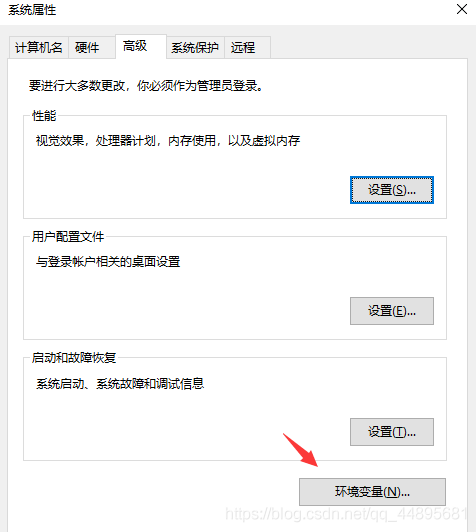 系统属性
计算机名 硬件 高级 系统保护 远程
要进行大多数更改，你必须作为管理员登录。
性能
视觉效果，处理器计划，内存使用，以及虚拟内存
设置(S)...
用户配置文件
与登录帐户相关的桌面设置
设置(E)...
启动和故障恢复
系统启动、系统故障和调试信息
设置(T)...
环境变量(N)...
https://blog.csdn.net/qq_44895681